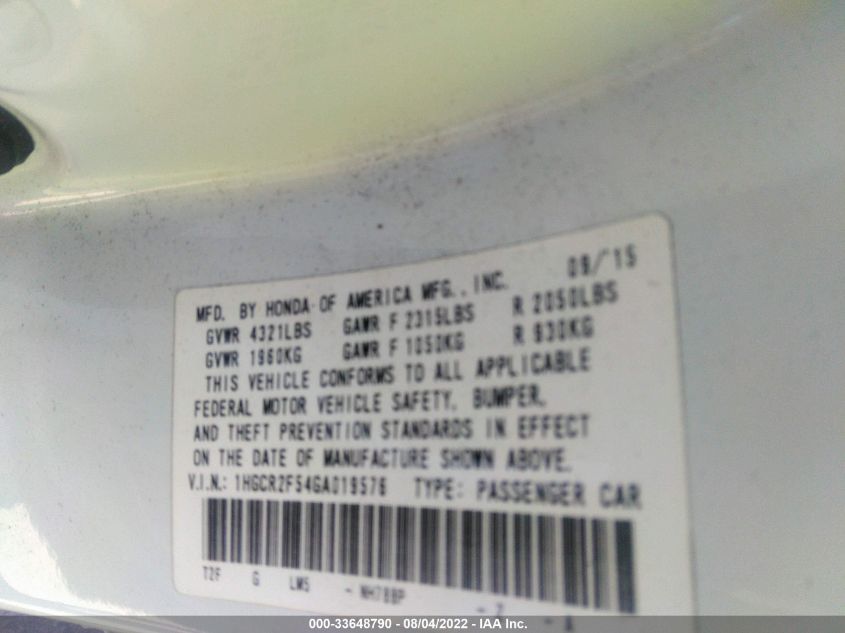 MFD. BY HONDA OF AMERICA MFG., INC. 09/15
GVWR 4321LBS GAWR F 2315LBS R 2050LBS
GVWR 1960KG GAWR F 1050KG R 930KG
THIS VEHICLE CONFORMS TO ALL APPLICABLE
FEDERAL MOTOR VEHICLE SAFETY, BUMPER,
AND THEFT PREVENTION STANDARDS IN EFFECT
ON THE DATE OF MANUFACTURE SHOWN ABOVE.
V.I.N.: 1HGCR2F54GA019576 TYPE: PASSENGER CAR
T2F G LM5 - NH788P - Z - A
000-33648790 - 08/04/2022 - IAA Inc.